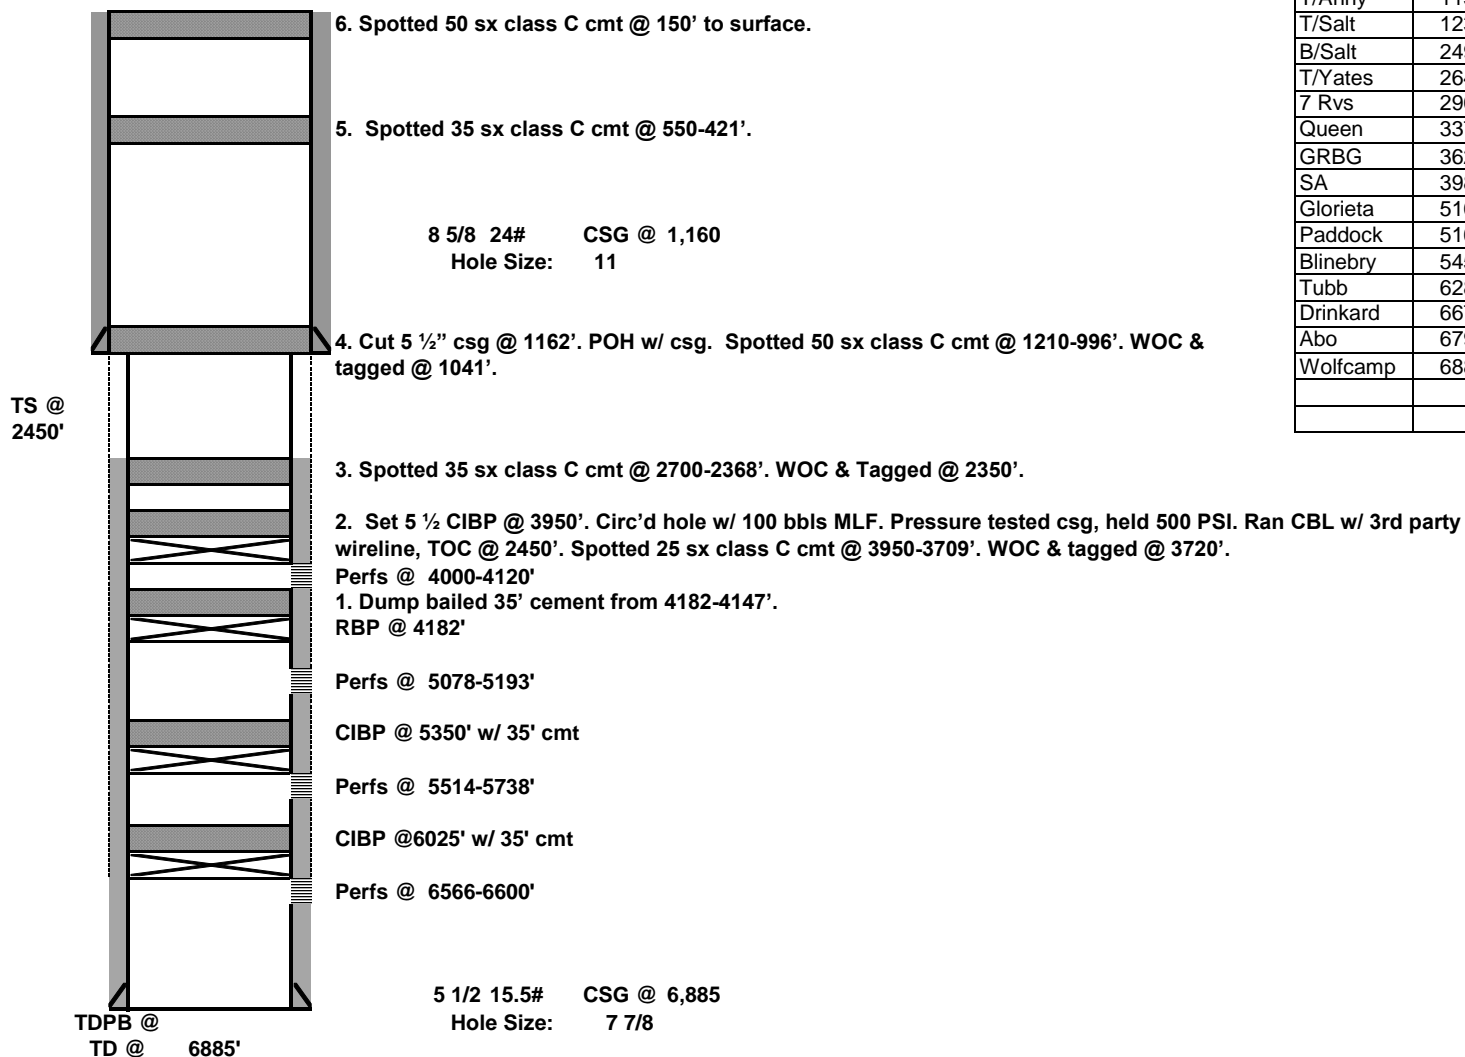 6. Spotted 50 sx class C cmt @ 150’ to surface.
5.  Spotted 35 sx class C cmt @ 550-421’.
8 5/8  24# CSG @ 1,160
Hole Size: 11
4. Cut 5 ½” csg @ 1162’. POH w/ csg.  Spotted 50 sx class C cmt @ 1210-996’. WOC &
tagged @ 1041’.
TS @
2450'
3. Spotted 35 sx class C cmt @ 2700-2368’. WOC & Tagged @ 2350’.
2.  Set 5 ½ CIBP @ 3950’. Circ’d hole w/ 100 bbls MLF. Pressure tested csg, held 500 PSI. Ran CBL w/ 3rd party
wireline, TOC @ 2450’. Spotted 25 sx class C cmt @ 3950-3709’. WOC & tagged @ 3720’.
Perfs @  4000-4120'
1. Dump bailed 35’ cement from 4182-4147’.
RBP @ 4182'
Perfs @  5078-5193'
CIBP @ 5350' w/ 35' cmt
Perfs @  5514-5738'
CIBP @6025' w/ 35' cmt
Perfs @  6566-6600'
5 1/2 15.5# CSG @ 6,885
Hole Size: 7 7/8
TDPB @
TD @ 6885'
T/Salt
B/Salt
T/Yates
7 Rvs
Queen
GRBG
SA
Glorieta
Paddock
Blinebry
Tubb
Drinkard
Abo
Wolfcamp